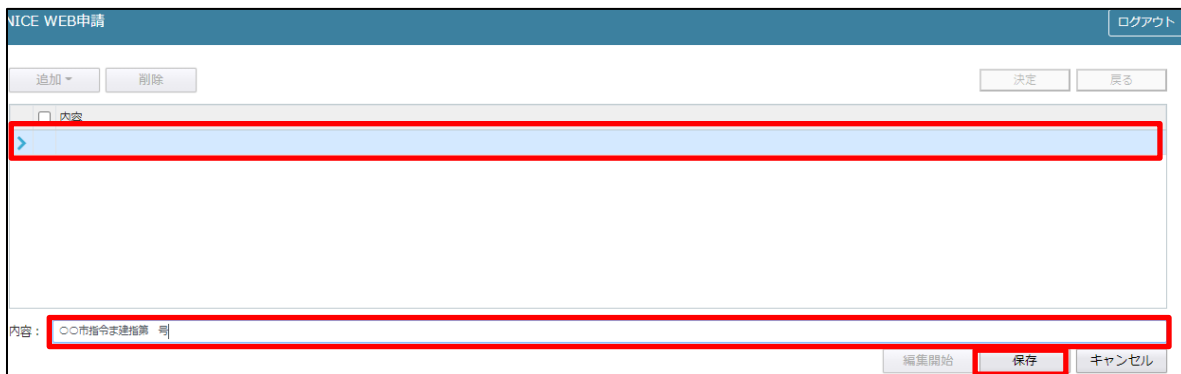 NICE WEB申請 ログアウト
追加 削除 決定 戻る
内容
内容： 〇〇市指令ま建指第　号
編集開始 保存 キャンセル